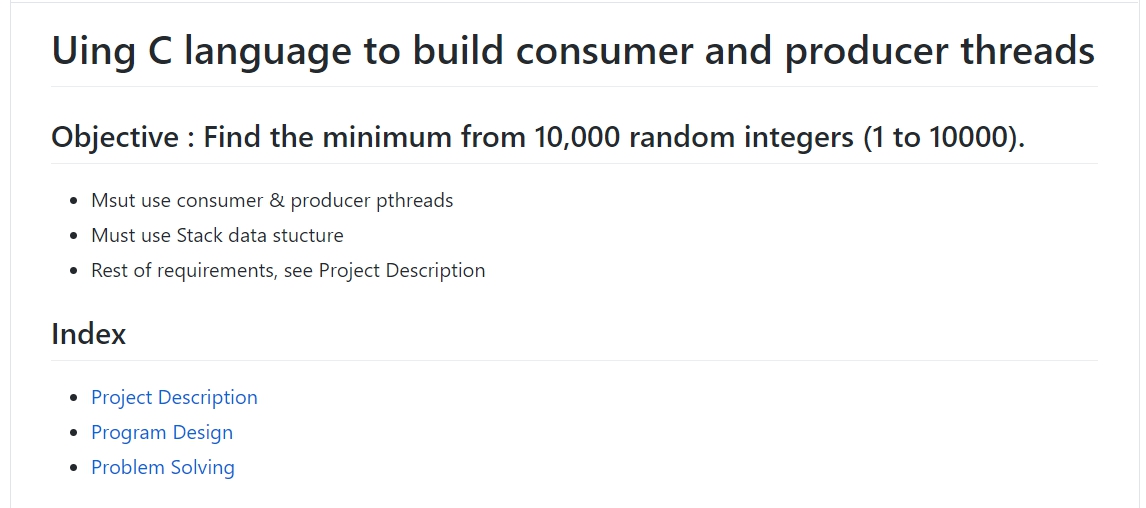 Uing C language to build consumer and producer threads
Objective : Find the minimum from 10,000 random integers (1 to 10000).
Msut use consumer & producer pthreads
Must use Stack data stucture
Rest of requirements, see Project Description
Index
Project Description
Program Design
Problem Solving